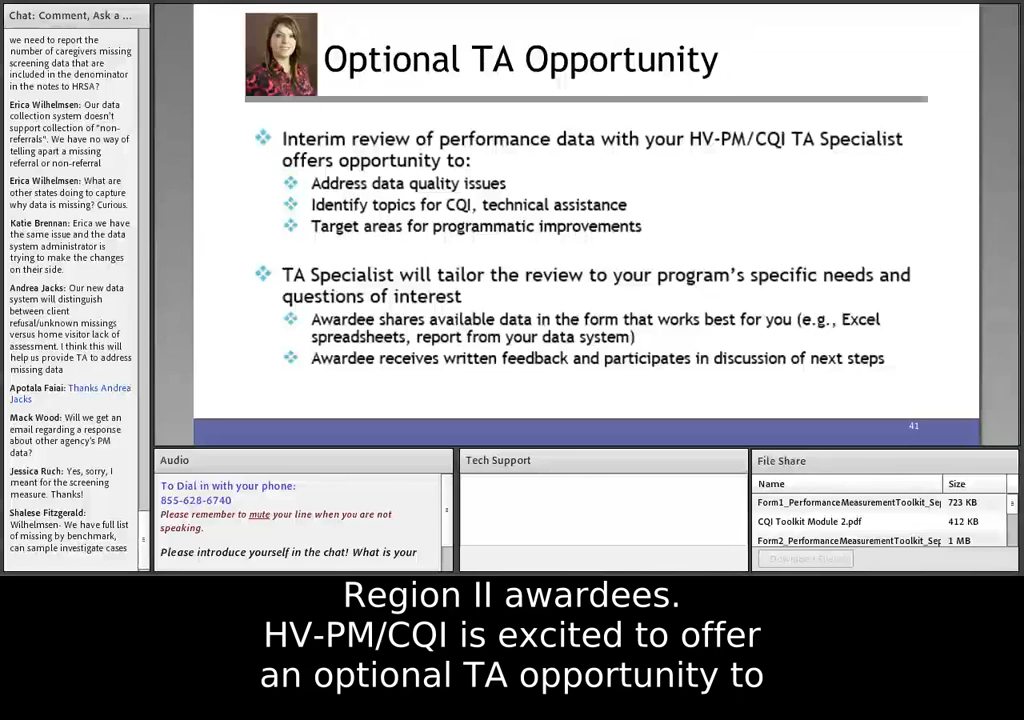 Chat: Comment, Ask a ...
we need to report the
number of caregivers missing
screening data that are
included in the denominator
in the notes to HRSA?
Erica Wilhelmsen: Our data
collection system doesn't
support collection of "non-
referrals". We have no way of
telling apart a missing
referral or non-referral
Erica Wilhelmsen: What are
other states doing to capture
why data is missing? Curious.
Katie Brennan: Erica we have
the same issue and the data
system administrator is
trying to make the changes
on their side.
Andrea Jacks: Our new data
system will distinguish
between client
refusal/unknown missings
versus home visitor lack of
assessment. I think this will
help us provide TA to address
missing data
Apotala Faiai: Thanks Andrea
Jacks
Mack Wood: Will we get an
email regarding a response
about other agency's PM
data?
Jessica Ruch: Yes, sorry, I
meant for the screening
measure. Thanks!
Shalese Fitzgerald:
Wilhelmsen- We have full list
of missing by benchmark,
can sample investigate cases
Optional TA Opportunity
Interim review of performance data with your HV-PM/CQI TA Specialist
offers opportunity to:
Address data quality issues
Identify topics for CQI, technical assistance
Target areas for programmatic improvements
TA Specialist will tailor the review to your program's specific needs and
questions of interest
Awardee shares available data in the form that works best for you (e.g., Excel
spreadsheets, report from your data system)
Awardee receives written feedback and participates in discussion of next steps
41
Audio
To Dial in with your phone:
855-628-6740
Please remember to mute your line when you are not
speaking.
Please introduce yourself in the chat! What is your
Tech Support
File Share
Name Size
Form1_PerformanceMeasurementToolkit_Sep 723 KB
CQI Toolkit Module 2.pdf 412 KB
Form2_PerformanceMeasurementToolkit_Sep 1 MB
Region II awardees.
HV-PM/CQI is excited to offer
an optional TA opportunity to